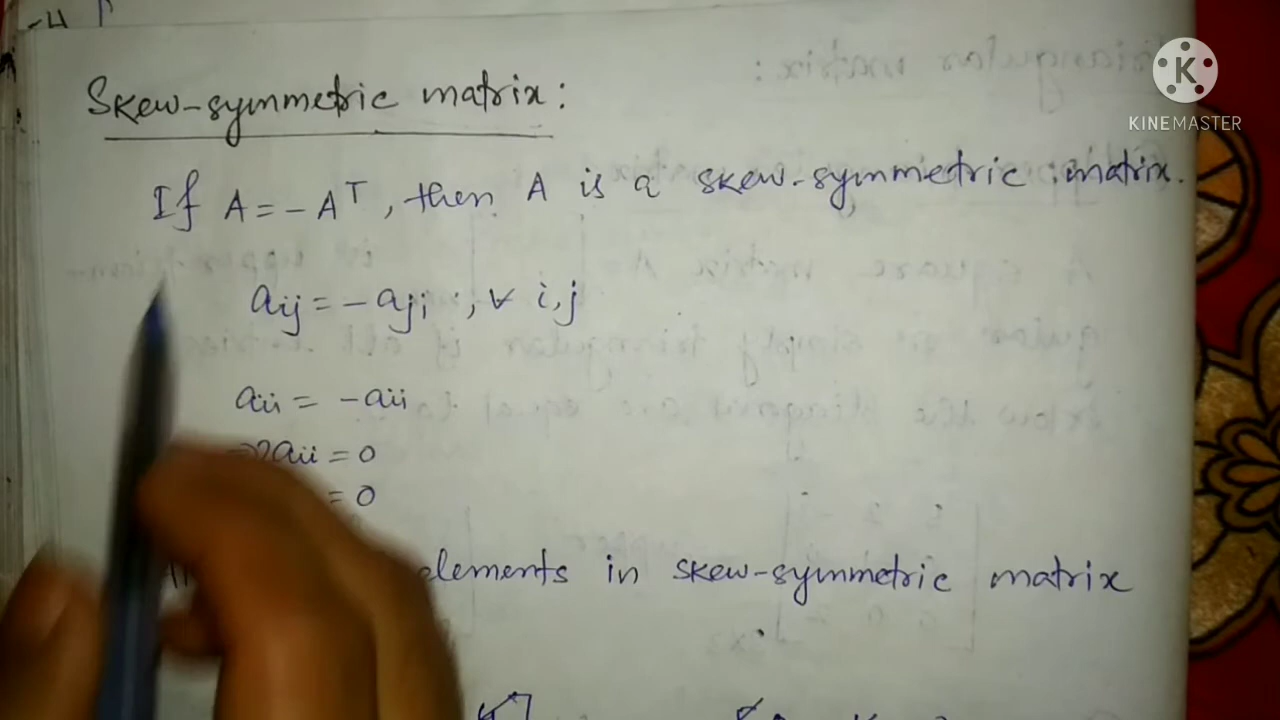 Skew-symmetric matrix:
If A = -Aᵀ, then A is a skew-symmetric matrix.
aij = -aji ; ∀ i,j
aii = -aii
⇒2aii = 0
= 0
elements in skew-symmetric matrix
K
KINEMASTER